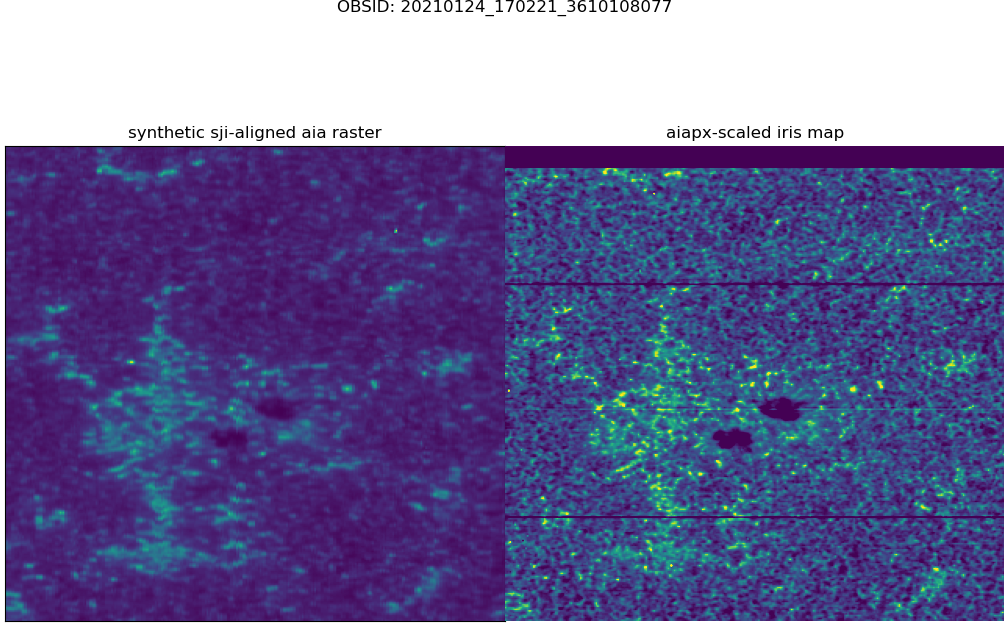 OBSID: 20210124_170221_3610108077
synthetic sji-aligned aia raster
aiapx-scaled iris map